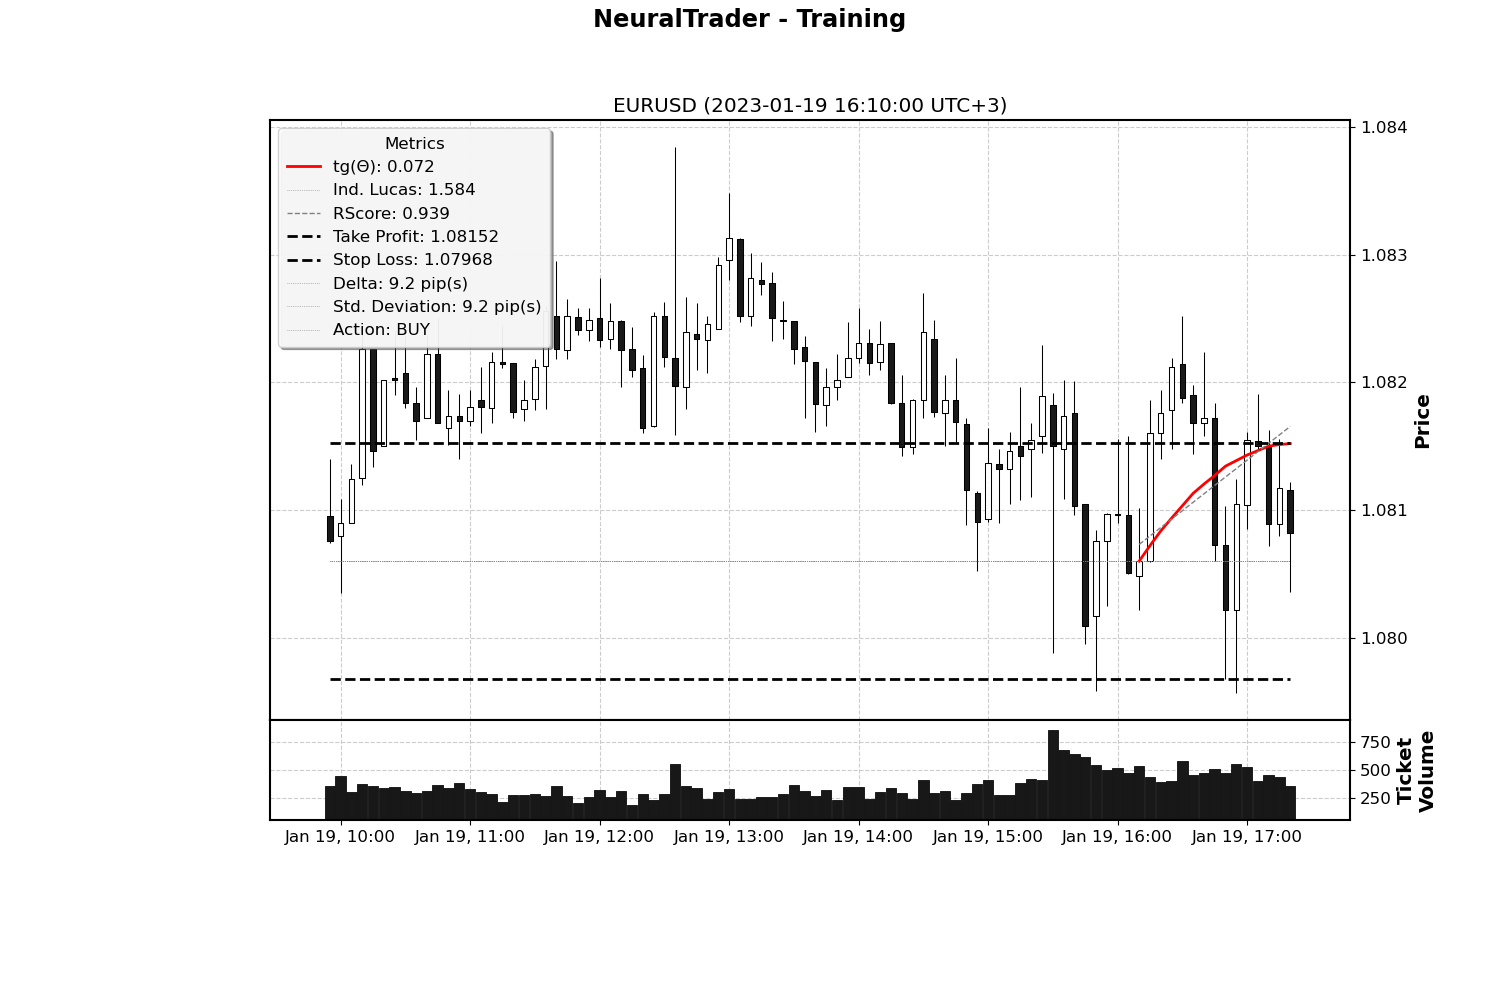 NeuralTrader - Training
EURUSD (2023-01-19 16:10:00 UTC+3)
Metrics
tg(Θ): 0.072
Ind. Lucas: 1.584
RScore: 0.939
Take Profit: 1.08152
Stop Loss: 1.07968
Delta: 9.2 pip(s)
Std. Deviation: 9.2 pip(s)
Action: BUY
1.084
1.083
1.082
1.081
1.080
Price
750
500
250
Ticket
Volume
Jan 19, 10:00
Jan 19, 11:00
Jan 19, 12:00
Jan 19, 13:00
Jan 19, 14:00
Jan 19, 15:00
Jan 19, 16:00
Jan 19, 17:00